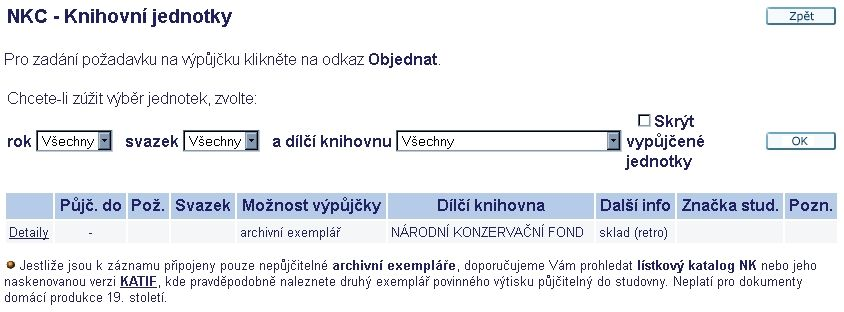 NKC - Knihovní jednotky
Zpět
Pro zadání požadavku na výpůjčku klikněte na odkaz Objednat.
Chcete-li zúžit výběr jednotek, zvolte:
rok Všechny svazek Všechny a dílčí knihovnu Všechny Skrýt vypůjčené jednotky OK
Půjč. do Pož. Svazek Možnost výpůjčky Dílčí knihovna Další info Značka stud. Pozn.
Detaily - archivní exemplář NÁRODNÍ KONZERVAČNÍ FOND sklad (retro)
Jestliže jsou k záznamu připojeny pouze nepůjčitelné archivní exempláře, doporučujeme Vám prohledat lístkový katalog NK nebo jeho
naskenovanou verzi KATIF, kde pravděpodobně naleznete druhý exemplář povinného výtisku půjčitelný do studovny. Neplatí pro dokumenty
domácí produkce 19. století.